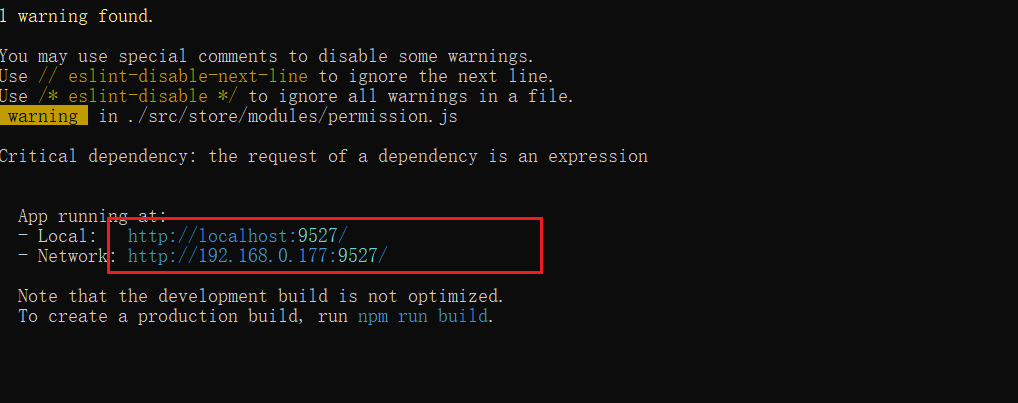 1 warning found.
You may use special comments to disable some warnings.
Use // eslint-disable-next-line to ignore the next line.
Use /* eslint-disable */ to ignore all warnings in a file.
warning in ./src/store/modules/permission.js
Critical dependency: the request of a dependency is an expression
App running at:
- Local: http://localhost:9527/
- Network: http://192.168.0.177:9527/
Note that the development build is not optimized.
To create a production build, run npm run build.